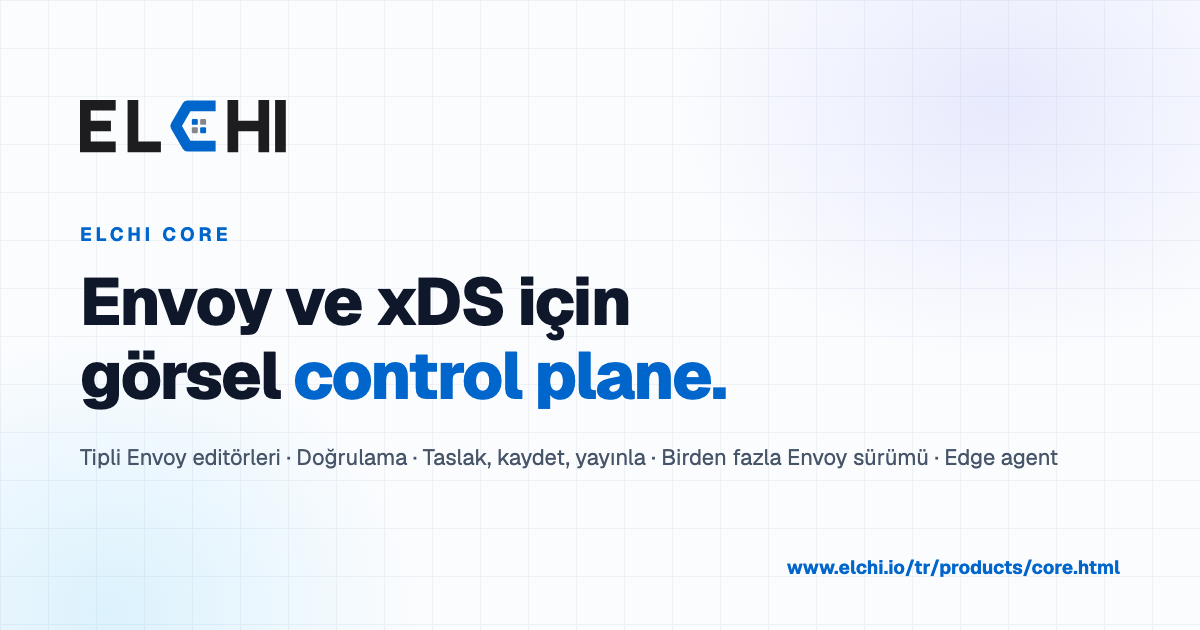 ELCHI
ELCHI CORE
Envoy ve xDS için
görsel control plane.
Tipli Envoy editörleri · Doğrulama · Taslak, kaydet, yayınla · Birden fazla Envoy sürümü · Edge agent
www.elchi.io/tr/products/core.html